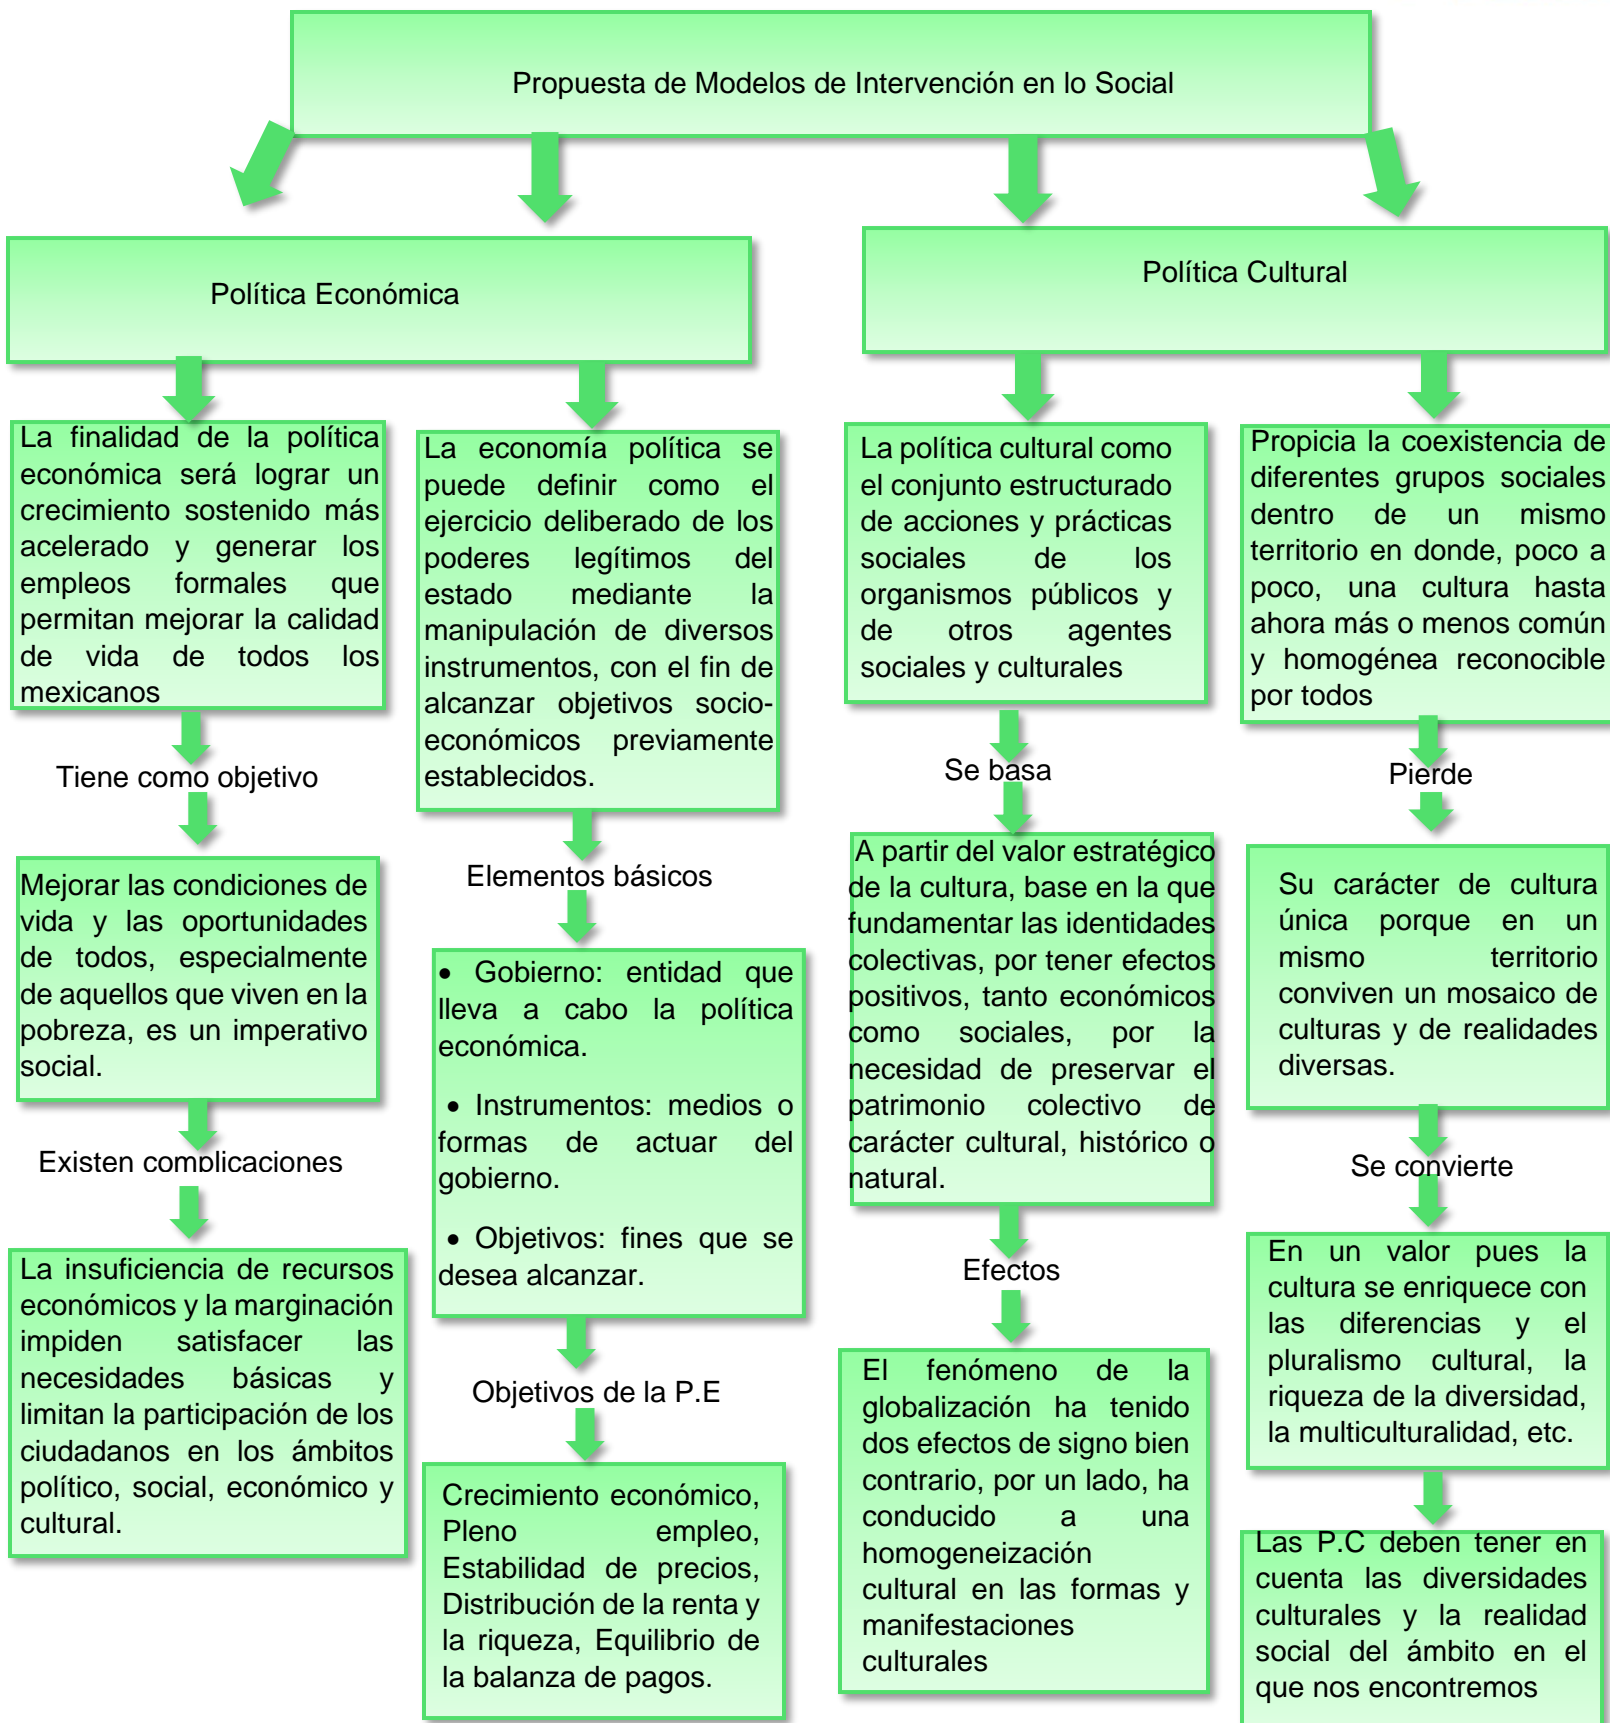 Propuesta de Modelos de Intervención en lo Social
Política Económica
La finalidad de la política
económica será lograr un
crecimiento sostenido más
acelerado y generar los
empleos formales que
permitan mejorar la calidad
de vida de todos los
mexicanos
Tiene como objetivo
Mejorar las condiciones de
vida y las oportunidades
de todos, especialmente
de aquellos que viven en la
pobreza, es un imperativo
social.
Existen complicaciones
La insuficiencia de recursos
económicos y la marginación
impiden satisfacer las
necesidades básicas y
limitan la participación de los
ciudadanos en los ámbitos
político, social, económico y
cultural.
La economía política se
puede definir como el
ejercicio deliberado de los
poderes legítimos del
estado mediante la
manipulación de diversos
instrumentos, con el fin de
alcanzar objetivos socio-
económicos previamente
establecidos.
Elementos básicos
• Gobierno: entidad que
lleva a cabo la política
económica.
• Instrumentos: medios o
formas de actuar del
gobierno.
• Objetivos: fines que se
desea alcanzar.
Objetivos de la P.E
Crecimiento económico,
Pleno empleo,
Estabilidad de precios,
Distribución de la renta y
la riqueza, Equilibrio de
la balanza de pagos.
Política Cultural
La política cultural como
el conjunto estructurado
de acciones y prácticas
sociales de los
organismos públicos y
de otros agentes
sociales y culturales
Se basa
A partir del valor estratégico
de la cultura, base en la que
fundamentar las identidades
colectivas, por tener efectos
positivos, tanto económicos
como sociales, por la
necesidad de preservar el
patrimonio colectivo de
carácter cultural, histórico o
natural.
Efectos
El fenómeno de la
globalización ha tenido
dos efectos de signo bien
contrario, por un lado, ha
conducido a una
homogeneización
cultural en las formas y
manifestaciones
culturales
Propicia la coexistencia de
diferentes grupos sociales
dentro de un mismo
territorio en donde, poco a
poco, una cultura hasta
ahora más o menos común
y homogénea reconocible
por todos
Pierde
Su carácter de cultura
única porque en un
mismo territorio
conviven un mosaico de
culturas y de realidades
diversas.
Se convierte
En un valor pues la
cultura se enriquece con
las diferencias y el
pluralismo cultural, la
riqueza de la diversidad,
la multiculturalidad, etc.
Las P.C deben tener en
cuenta las diversidades
culturales y la realidad
social del ámbito en el
que nos encontremos